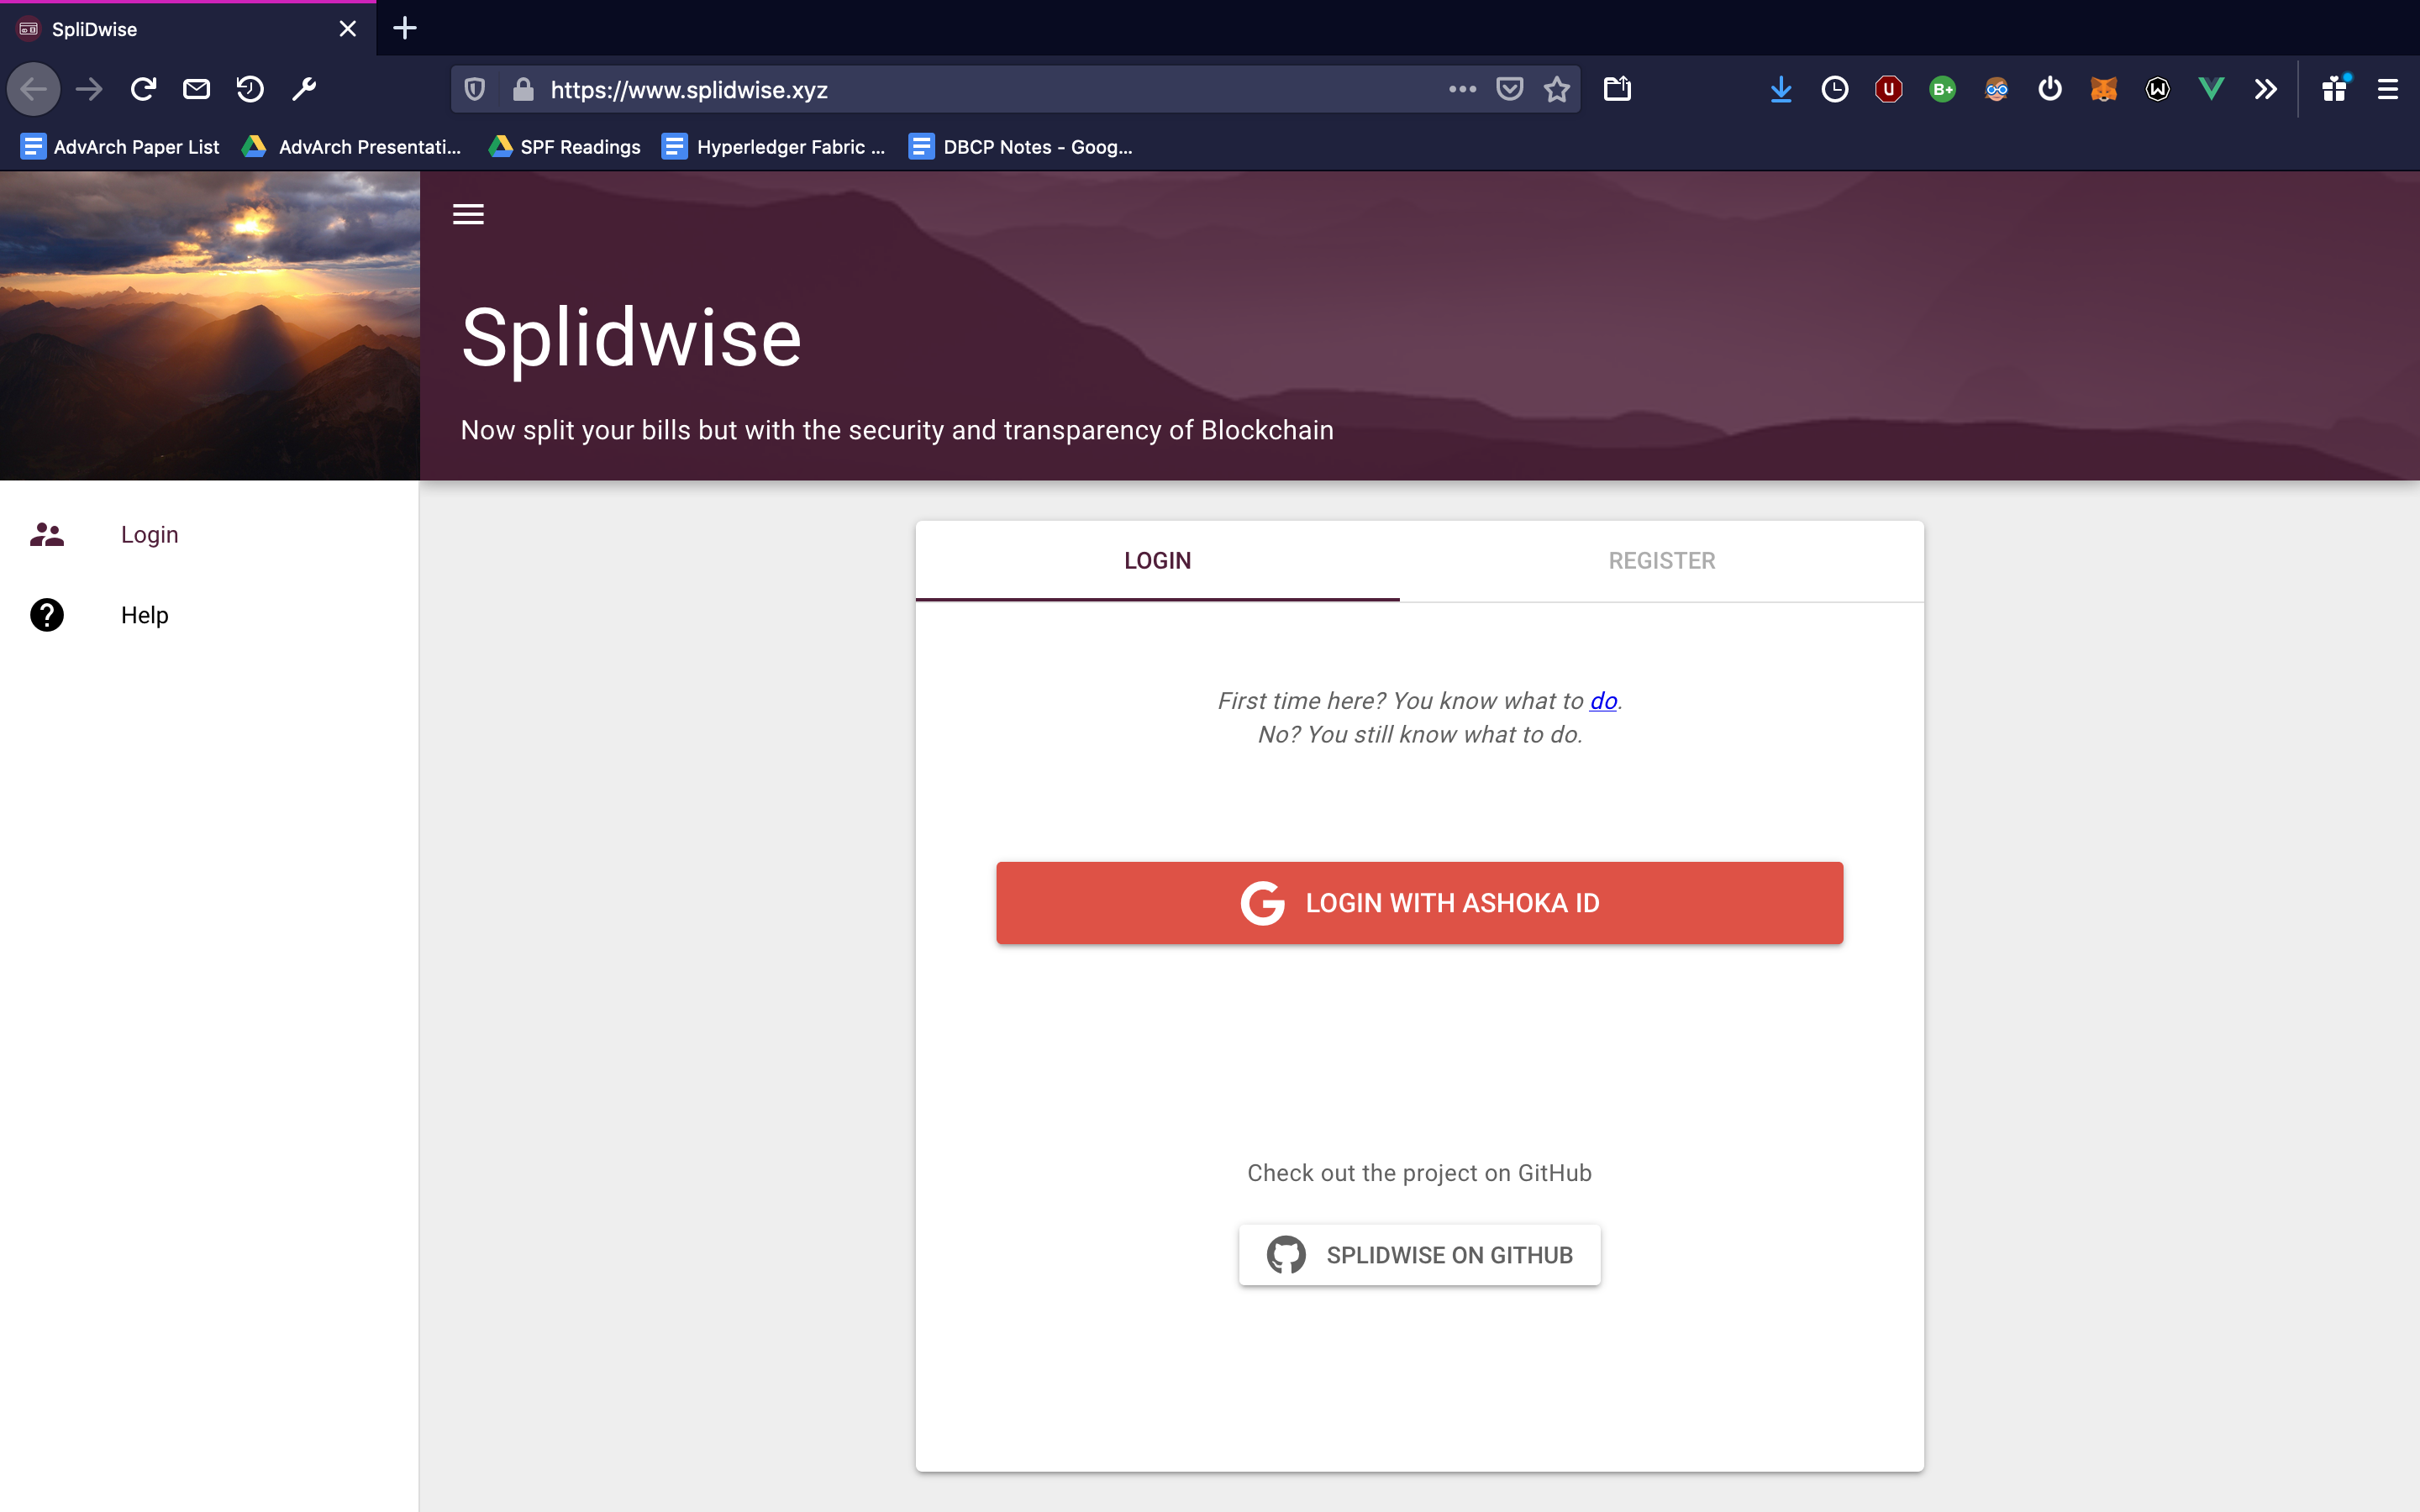 SpliDwise
https://www.splidwise.xyz
AdvArch Paper List
AdvArch Presentati...
SPF Readings
Hyperledger Fabric ...
DBCP Notes - Goog...
Splidwise
Now split your bills but with the security and transparency of Blockchain
Login
Help
LOGIN
REGISTER
First time here? You know what to do.
No? You still know what to do.
G LOGIN WITH ASHOKA ID
Check out the project on GitHub
SPLIDWISE ON GITHUB